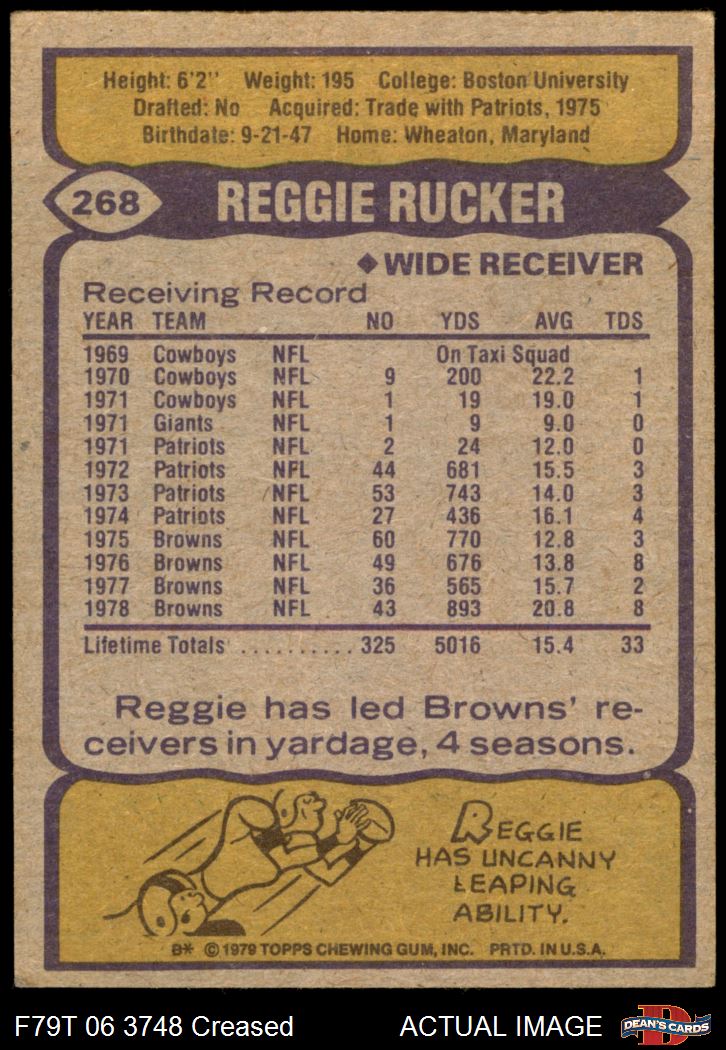 Height: 6'2" Weight: 195 College: Boston University
Drafted: No Acquired: Trade with Patriots, 1975
Birthdate: 9-21-47 Home: Wheaton, Maryland
268 REGGIE RUCKER
◆WIDE RECEIVER
Receiving Record
YEAR TEAM NO YDS AVG TDS
1969 Cowboys NFL On Taxi Squad
1970 Cowboys NFL 9 200 22.2 1
1971 Cowboys NFL 1 19 19.0 1
1971 Giants NFL 1 9 9.0 0
1971 Patriots NFL 2 24 12.0 0
1972 Patriots NFL 44 681 15.5 3
1973 Patriots NFL 53 743 14.0 3
1974 Patriots NFL 27 436 16.1 4
1975 Browns NFL 60 770 12.8 3
1976 Browns NFL 49 676 13.8 8
1977 Browns NFL 36 565 15.7 2
1978 Browns NFL 43 893 20.8 8
Lifetime Totals .......... 325 5016 15.4 33
Reggie has led Browns' re-
ceivers in yardage, 4 seasons.
REGGIE
HAS UNCANNY
LEAPING
ABILITY.
B* © 1979 TOPPS CHEWING GUM, INC. PRTD. IN U.S.A.
F79T 06 3748 Creased ACTUAL IMAGE
D
DEAN'S CARDS